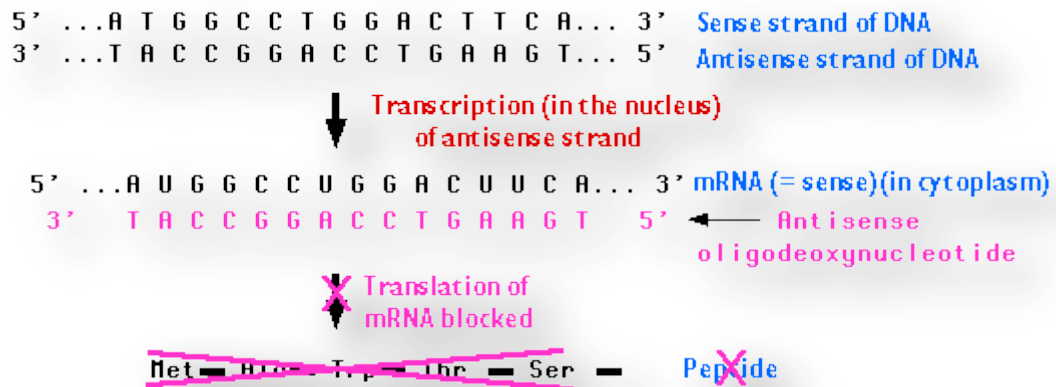 5' ...A T G G C C T G G A C T T C A... 3' Sense strand of DNA
3' ...T A C C G G A C C T G A A G T... 5' Antisense strand of DNA
Transcription (in the nucleus)
of antisense strand
5' ...A U G G C C U G G A C U U C A... 3' mRNA (= sense)(in cytoplasm)
3' T A C C G G A C C T G A A G T 5' Antisense
oligodeoxynucleotide
Translation of
mRNA blocked
Met Ala Trp Thr Ser Peptide